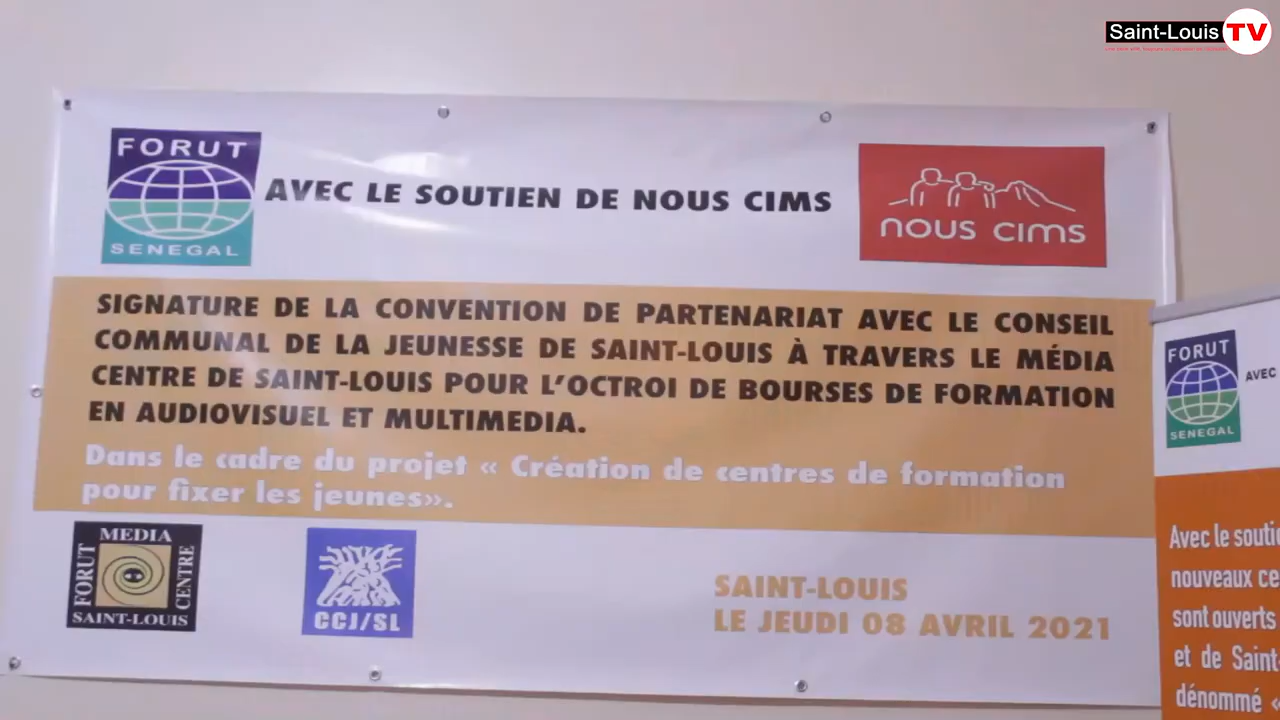 Saint-Louis TV
FORUT
SENEGAL
AVEC LE SOUTIEN DE NOUS CIMS
nous cims
SIGNATURE DE LA CONVENTION DE PARTENARIAT AVEC LE CONSEIL
COMMUNAL DE LA JEUNESSE DE SAINT-LOUIS À TRAVERS LE MÉDIA
CENTRE DE SAINT-LOUIS POUR L'OCTROI DE BOURSES DE FORMATION
EN AUDIOVISUEL ET MULTIMEDIA.
Dans le cadre du projet « Création de centres de formation
pour fixer les jeunes».
FORUT
MEDIA
CENTRE
SAINT-LOUIS
CCJ/SL
SAINT-LOUIS
LE JEUDI 08 AVRIL 2021
FORUT
SENEGAL
AVEC
Avec le soutie
nouveaux ce
sont ouverts
et de Saint-
dénommé «